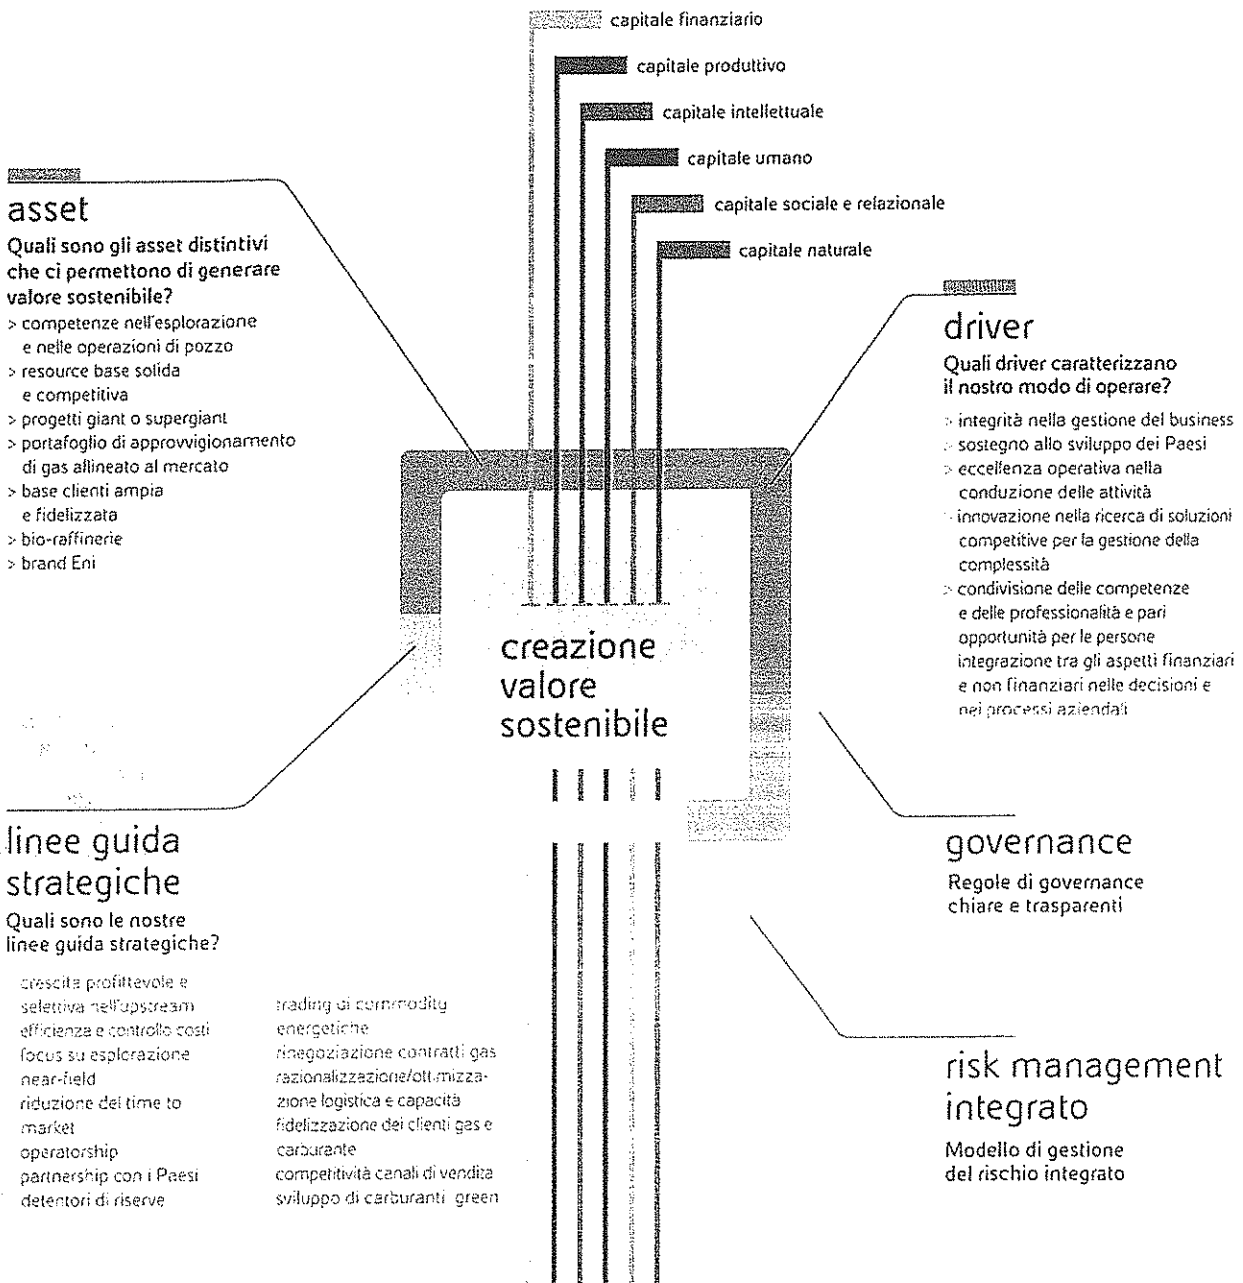 capitale finanziario
capitale produttivo
capitale intellettuale
capitale umano
capitale sociale e relazionale
capitale naturale
asset
Quali sono gli asset distintivi
che ci permettono di generare
valore sostenibile?
> competenze nell'esplorazione
e nelle operazioni di pozzo
> resource base solida
e competitiva
> progetti giant o supergiant
> portafoglio di approvvigionamento
di gas allineato al mercato
> base clienti ampia
e fidelizzata
> bio-raffinerie
> brand Eni
driver
Quali driver caratterizzano
il nostro modo di operare?
> integrità nella gestione del business
> sostegno allo sviluppo dei Paesi
> eccellenza operativa nella
conduzione delle attività
> innovazione nella ricerca di soluzioni
competitive per la gestione della
complessità
> condivisione delle competenze
e delle professionalità e pari
opportunità per le persone
integrazione tra gli aspetti finanziari
e non finanziari nelle decisioni e
nei processi aziendali
creazione
valore
sostenibile
linee guida
strategiche
Quali sono le nostre
linee guida strategiche?
crescita profittevole e
selettiva nell'upstream
efficienza e controllo costi
focus su esplorazione
near-field
riduzione del time to
market
operatorship
partnership con i Paesi
detentori di riserve
trading di commodity
energetiche
rinegoziazione contratti gas
razionalizzazione/ottimizza-
zione logistica e capacità
fidelizzazione dei clienti gas e
carburante
competitività canali di vendita
sviluppo di carburanti green
governance
Regole di governance
chiare e trasparenti
risk management
integrato
Modello di gestione
del rischio integrato